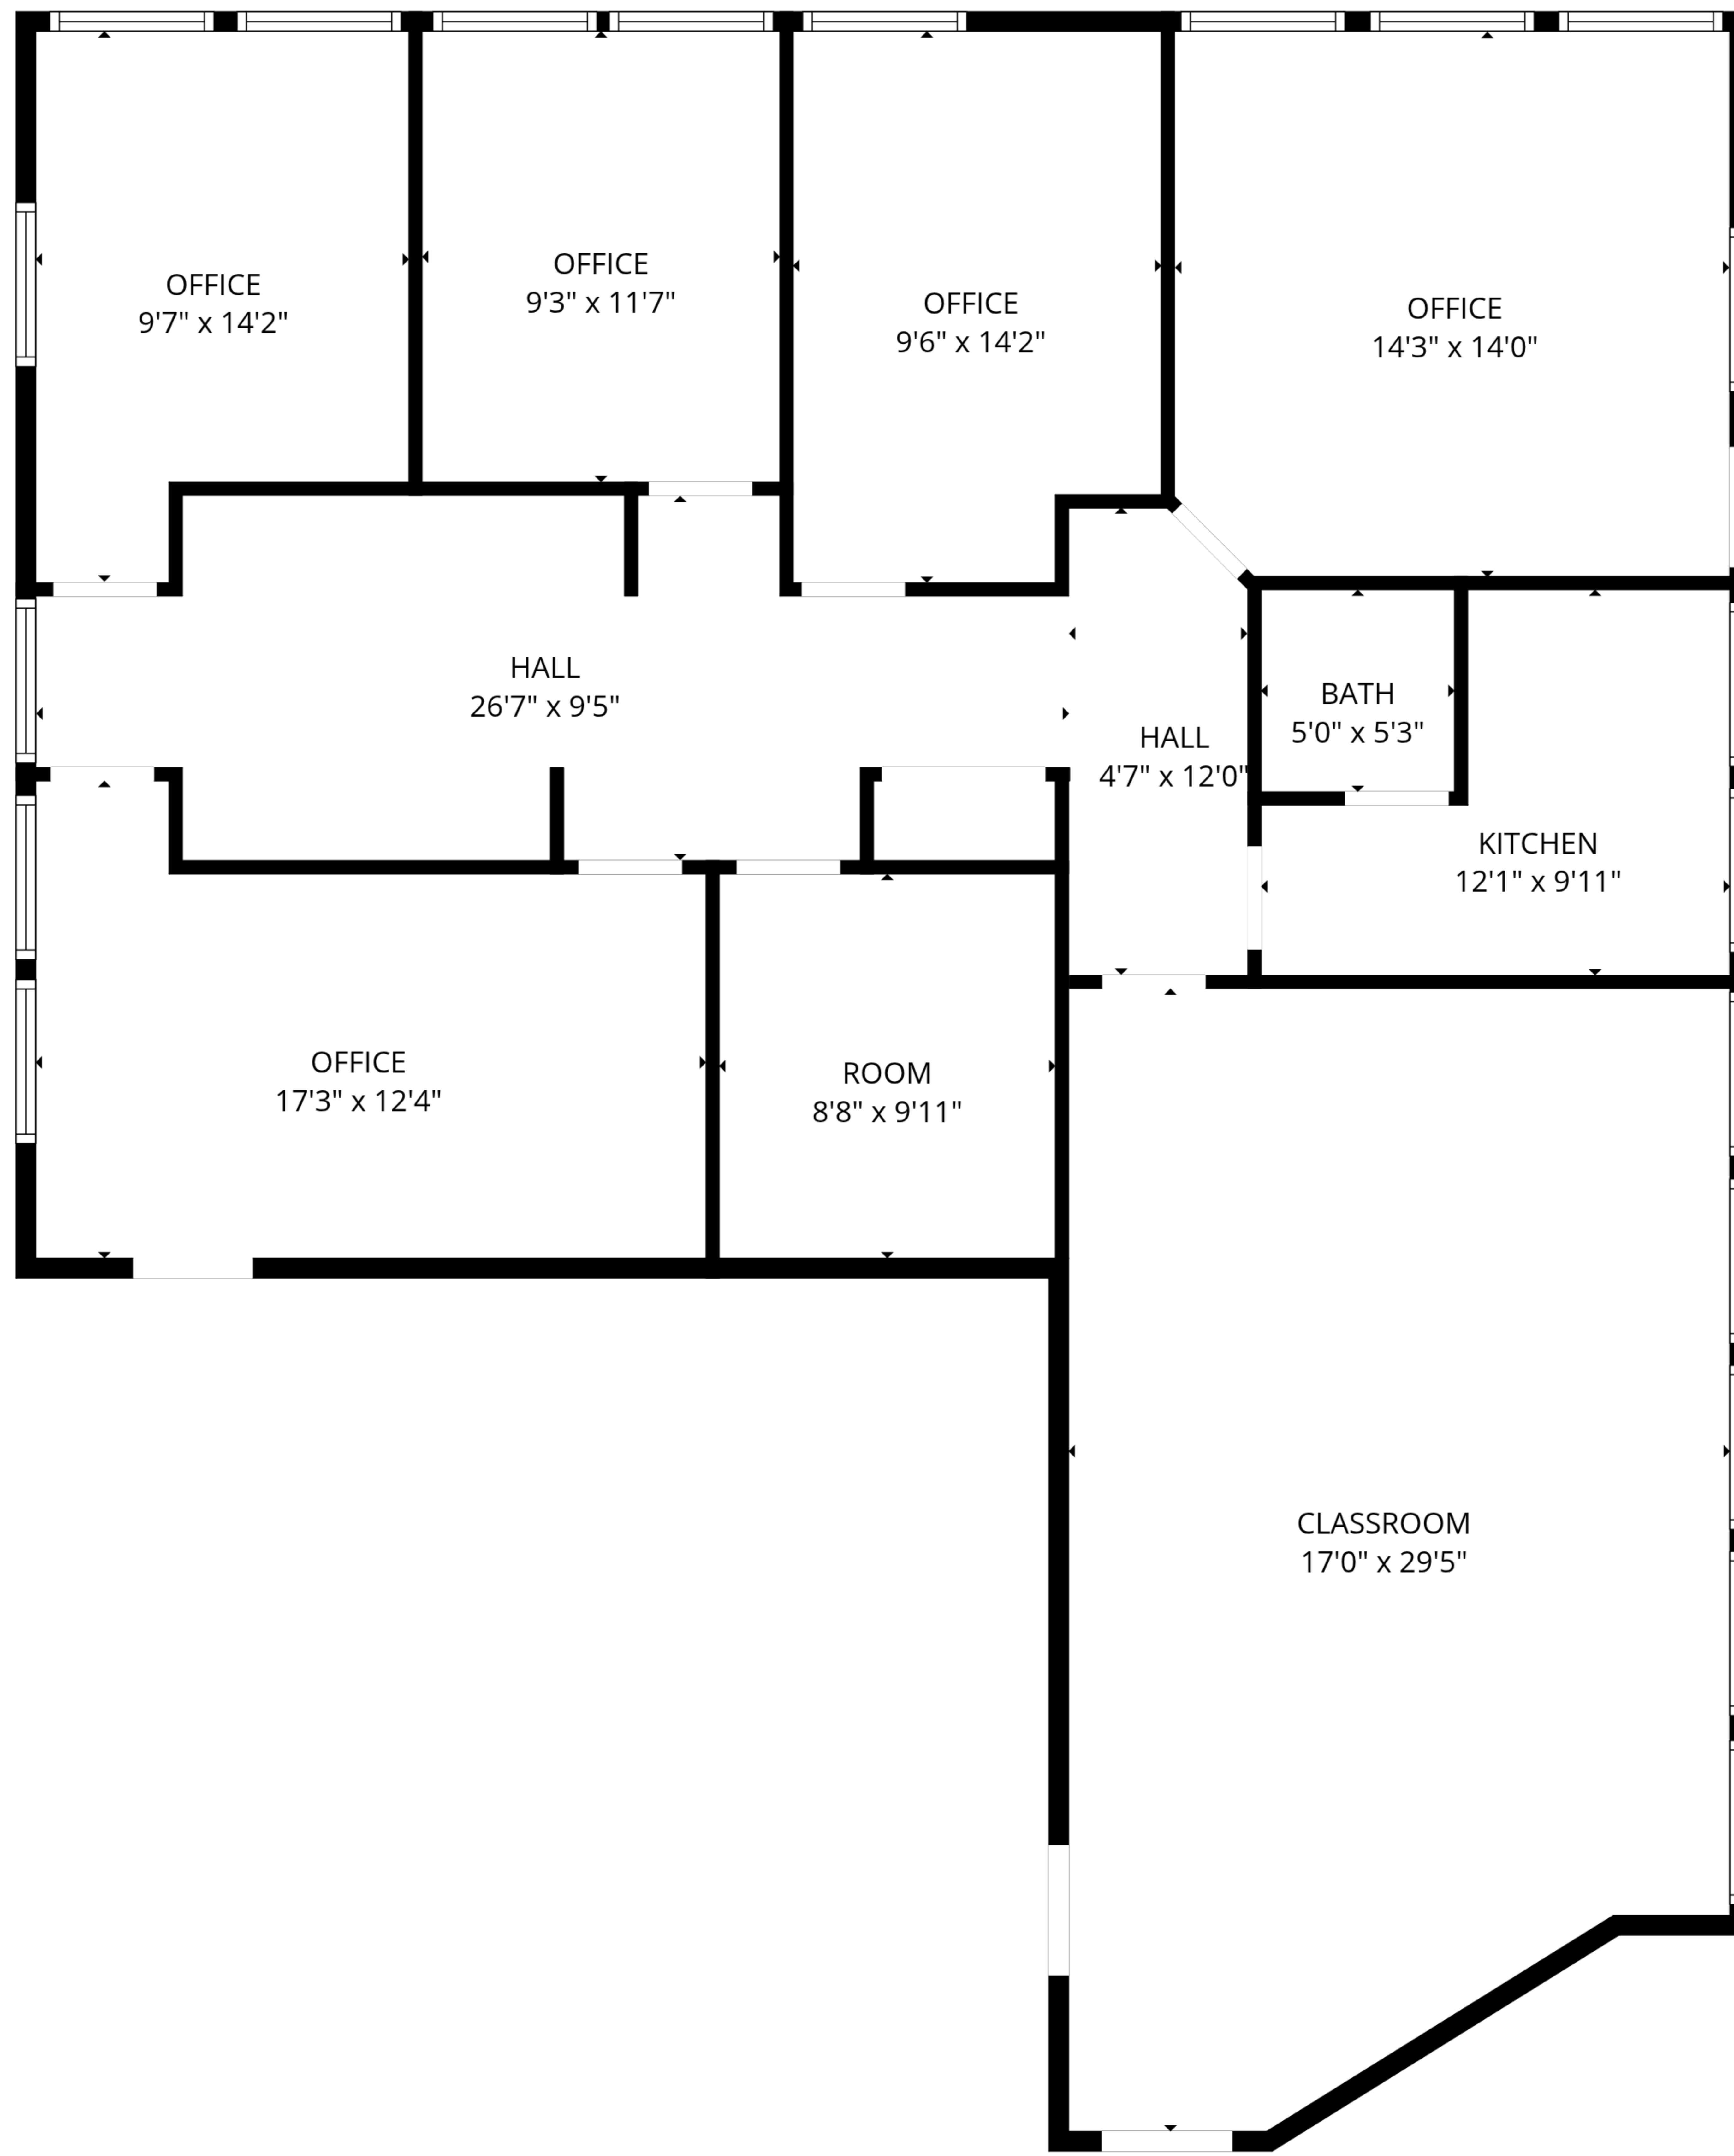 OFFICE
9'7" x 14'2"
OFFICE
9'3" x 11'7"
OFFICE
9'6" x 14'2"
OFFICE
14'3" x 14'0"
HALL
26'7" x 9'5"
HALL
4'7" x 12'0"
BATH
5'0" x 5'3"
KITCHEN
12'1" x 9'11"
OFFICE
17'3" x 12'4"
ROOM
8'8" x 9'11"
CLASSROOM
17'0" x 29'5"